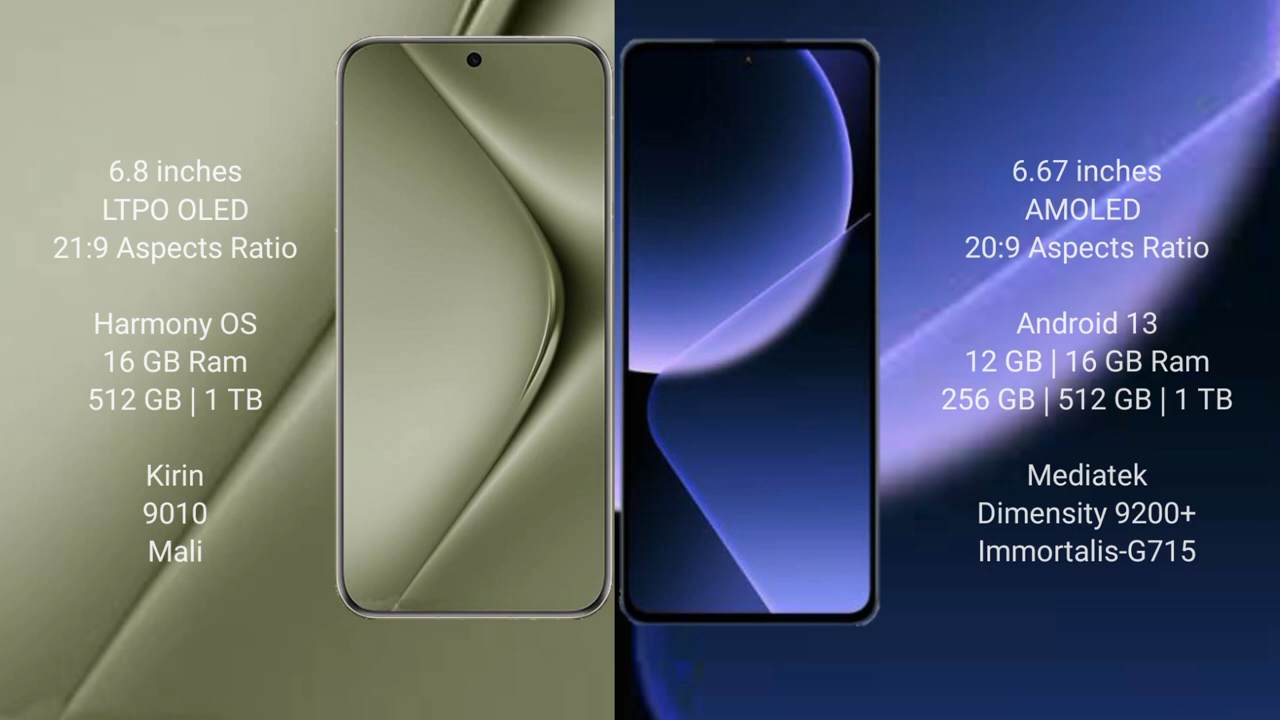 6.8 inches
LTPO OLED
21:9 Aspects Ratio
Harmony OS
16 GB Ram
512 GB | 1 TB
Kirin
9010
Mali
6.67 inches
AMOLED
20:9 Aspects Ratio
Android 13
12 GB | 16 GB Ram
256 GB | 512 GB | 1 TB
Mediatek
Dimensity 9200+
Immortalis-G715